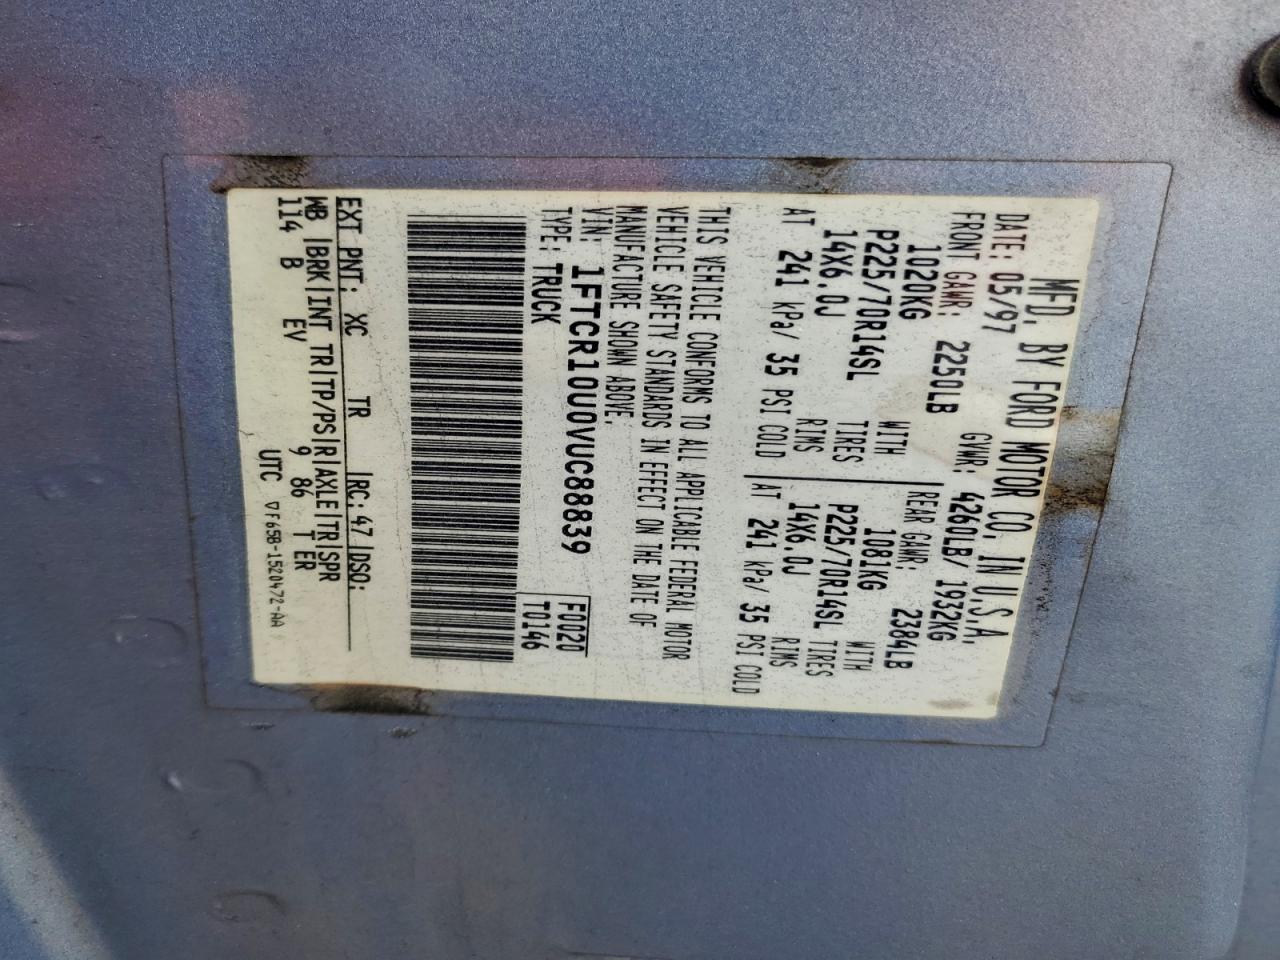 MFD. BY FORD MOTOR CO. IN U.S.A.
DATE: 05/97 GVWR: 4260LB/ 1932KG
FRNT GAWR: 2250LB REAR GAWR: 2384LB
1020KG WITH 1081KG WITH
P225/70R14SL TIRES P225/70R14SL TIRES
14X6.0J RIMS 14X6.0J RIMS
AT 241 kPa/ 35 PSI COLD AT 241 kPa/ 35 PSI COLD
THIS VEHICLE CONFORMS TO ALL APPLICABLE FEDERAL MOTOR
VEHICLE SAFETY STANDARDS IN EFFECT ON THE DATE OF
MANUFACTURE SHOWN ABOVE.
VIN: 1FTCR10U0VUC88839 F0020
TYPE: TRUCK T0146
EXT PNT: XC TR RC: 47 DSO:
WB BRK INT TR TP/PS R AXLE TR SPR
114 B EV 9 86 T ER
UTC ▽F65B-1520472-AA